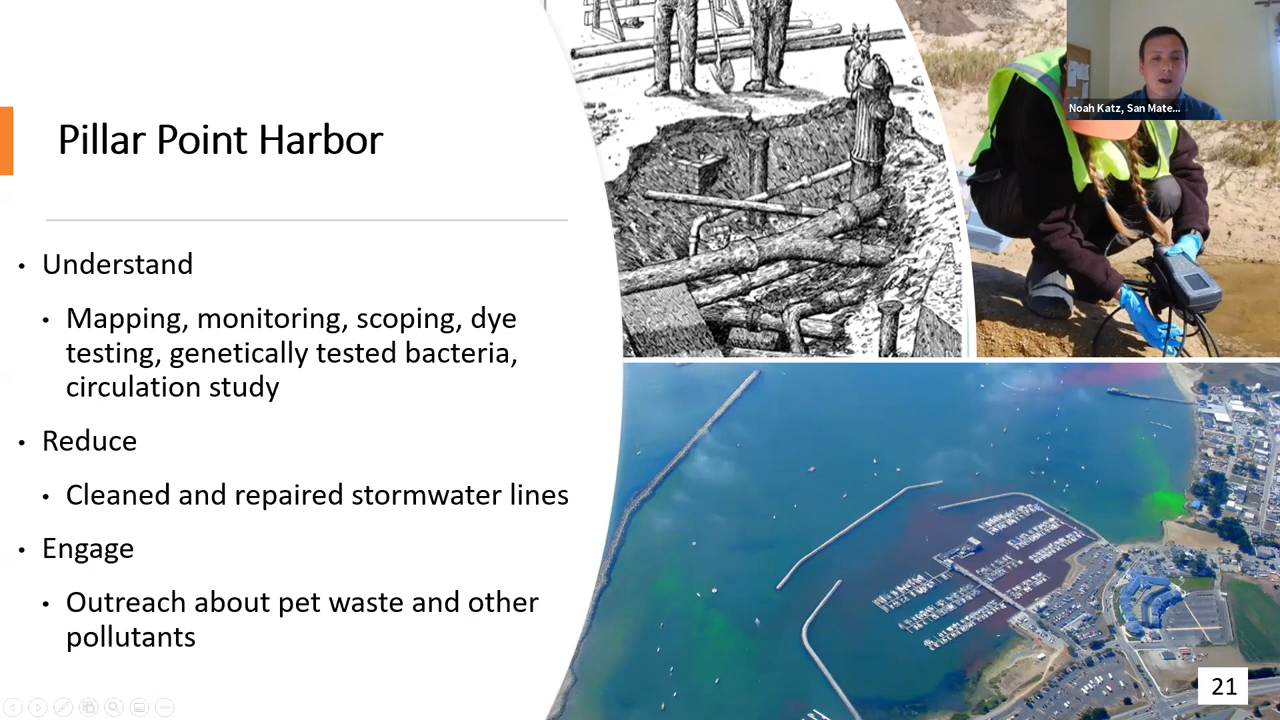 Noah Katz, San Mate...
Pillar Point Harbor
• Understand
• Mapping, monitoring, scoping, dye
testing, genetically tested bacteria,
circulation study
• Reduce
• Cleaned and repaired stormwater lines
• Engage
• Outreach about pet waste and other
pollutants
21